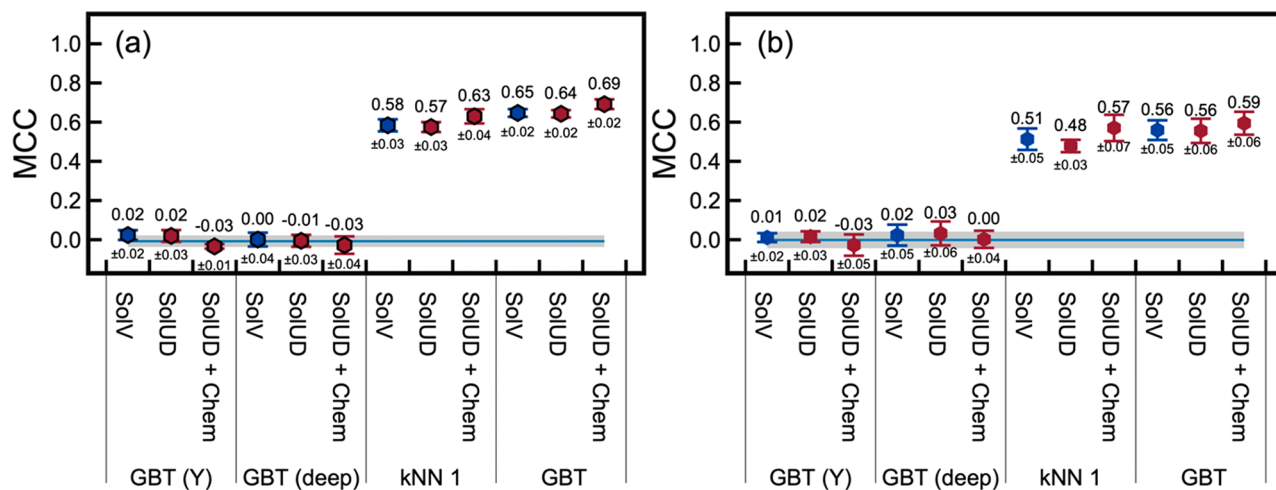 (a)
MCC
1.0
0.8
0.6
0.4
0.2
0.0
0.02
±0.02
0.02
±0.03
-0.03
±0.01
0.00
±0.04
-0.01
±0.03
-0.03
±0.04
0.58
±0.03
0.57
±0.03
0.63
±0.04
0.65
±0.02
0.64
±0.02
0.69
±0.02
SolV
SolUD
SolUD + Chem
SolV
SolUD
SolUD + Chem
SolV
SolUD
SolUD + Chem
SolV
SolUD
SolUD + Chem
GBT (Y)
GBT (deep)
kNN 1
GBT
(b)
MCC
1.0
0.8
0.6
0.4
0.2
0.0
0.01
±0.02
0.02
±0.03
-0.03
±0.05
0.02
±0.05
0.03
±0.06
0.00
±0.04
0.51
±0.05
0.48
±0.03
0.57
±0.07
0.56
±0.05
0.56
±0.06
0.59
±0.06
SolV
SolUD
SolUD + Chem
SolV
SolUD
SolUD + Chem
SolV
SolUD
SolUD + Chem
SolV
SolUD
SolUD + Chem
GBT (Y)
GBT (deep)
kNN 1
GBT